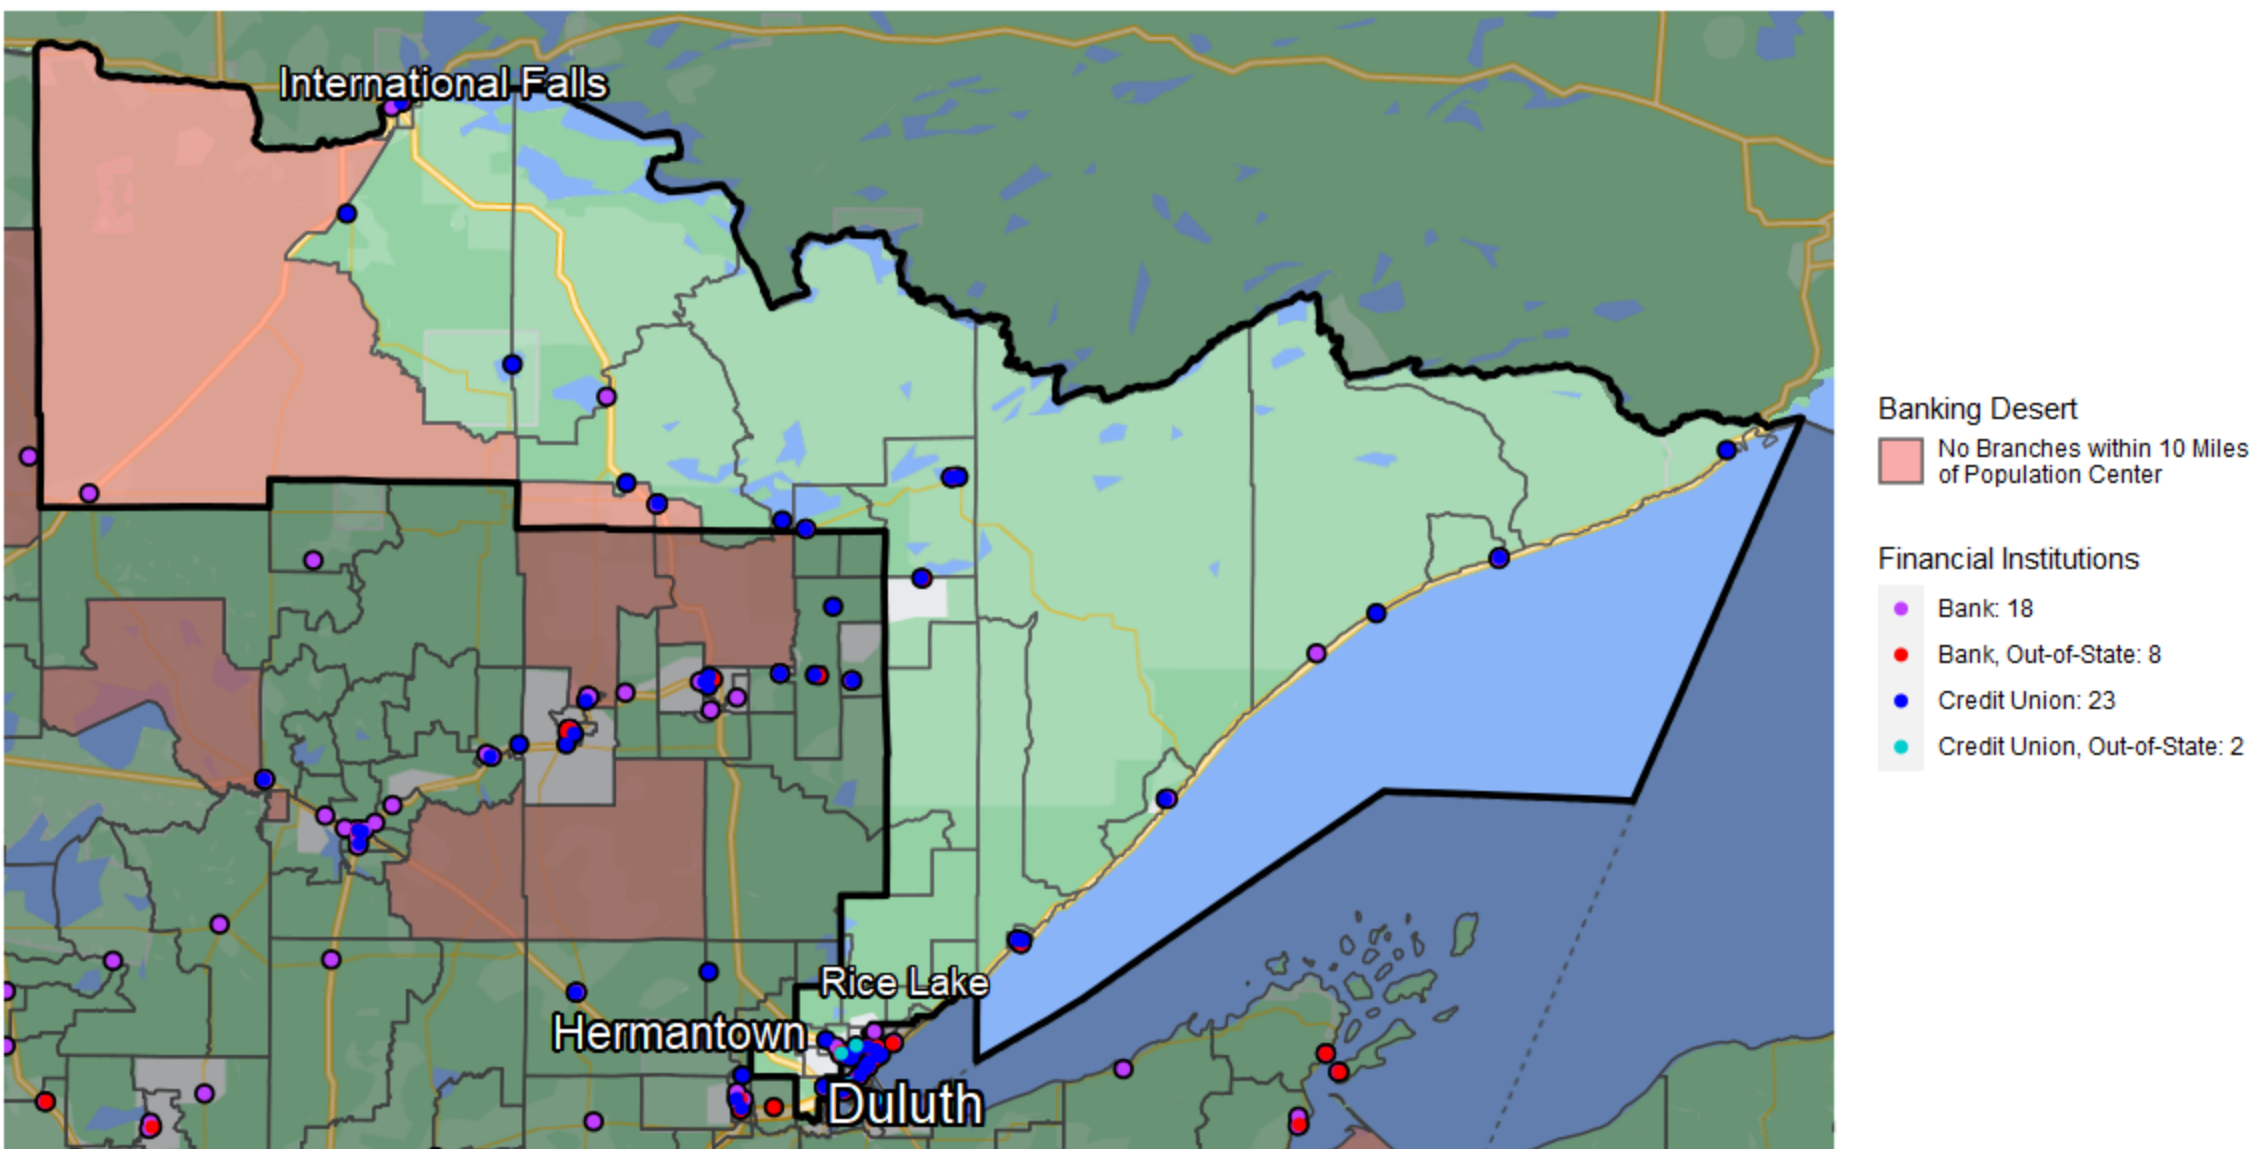 International Falls
Rice Lake
Hermantown
Duluth
Banking Desert
No Branches within 10 Miles
of Population Center
Financial Institutions
Bank: 18
Bank, Out-of-State: 8
Credit Union: 23
Credit Union, Out-of-State: 2